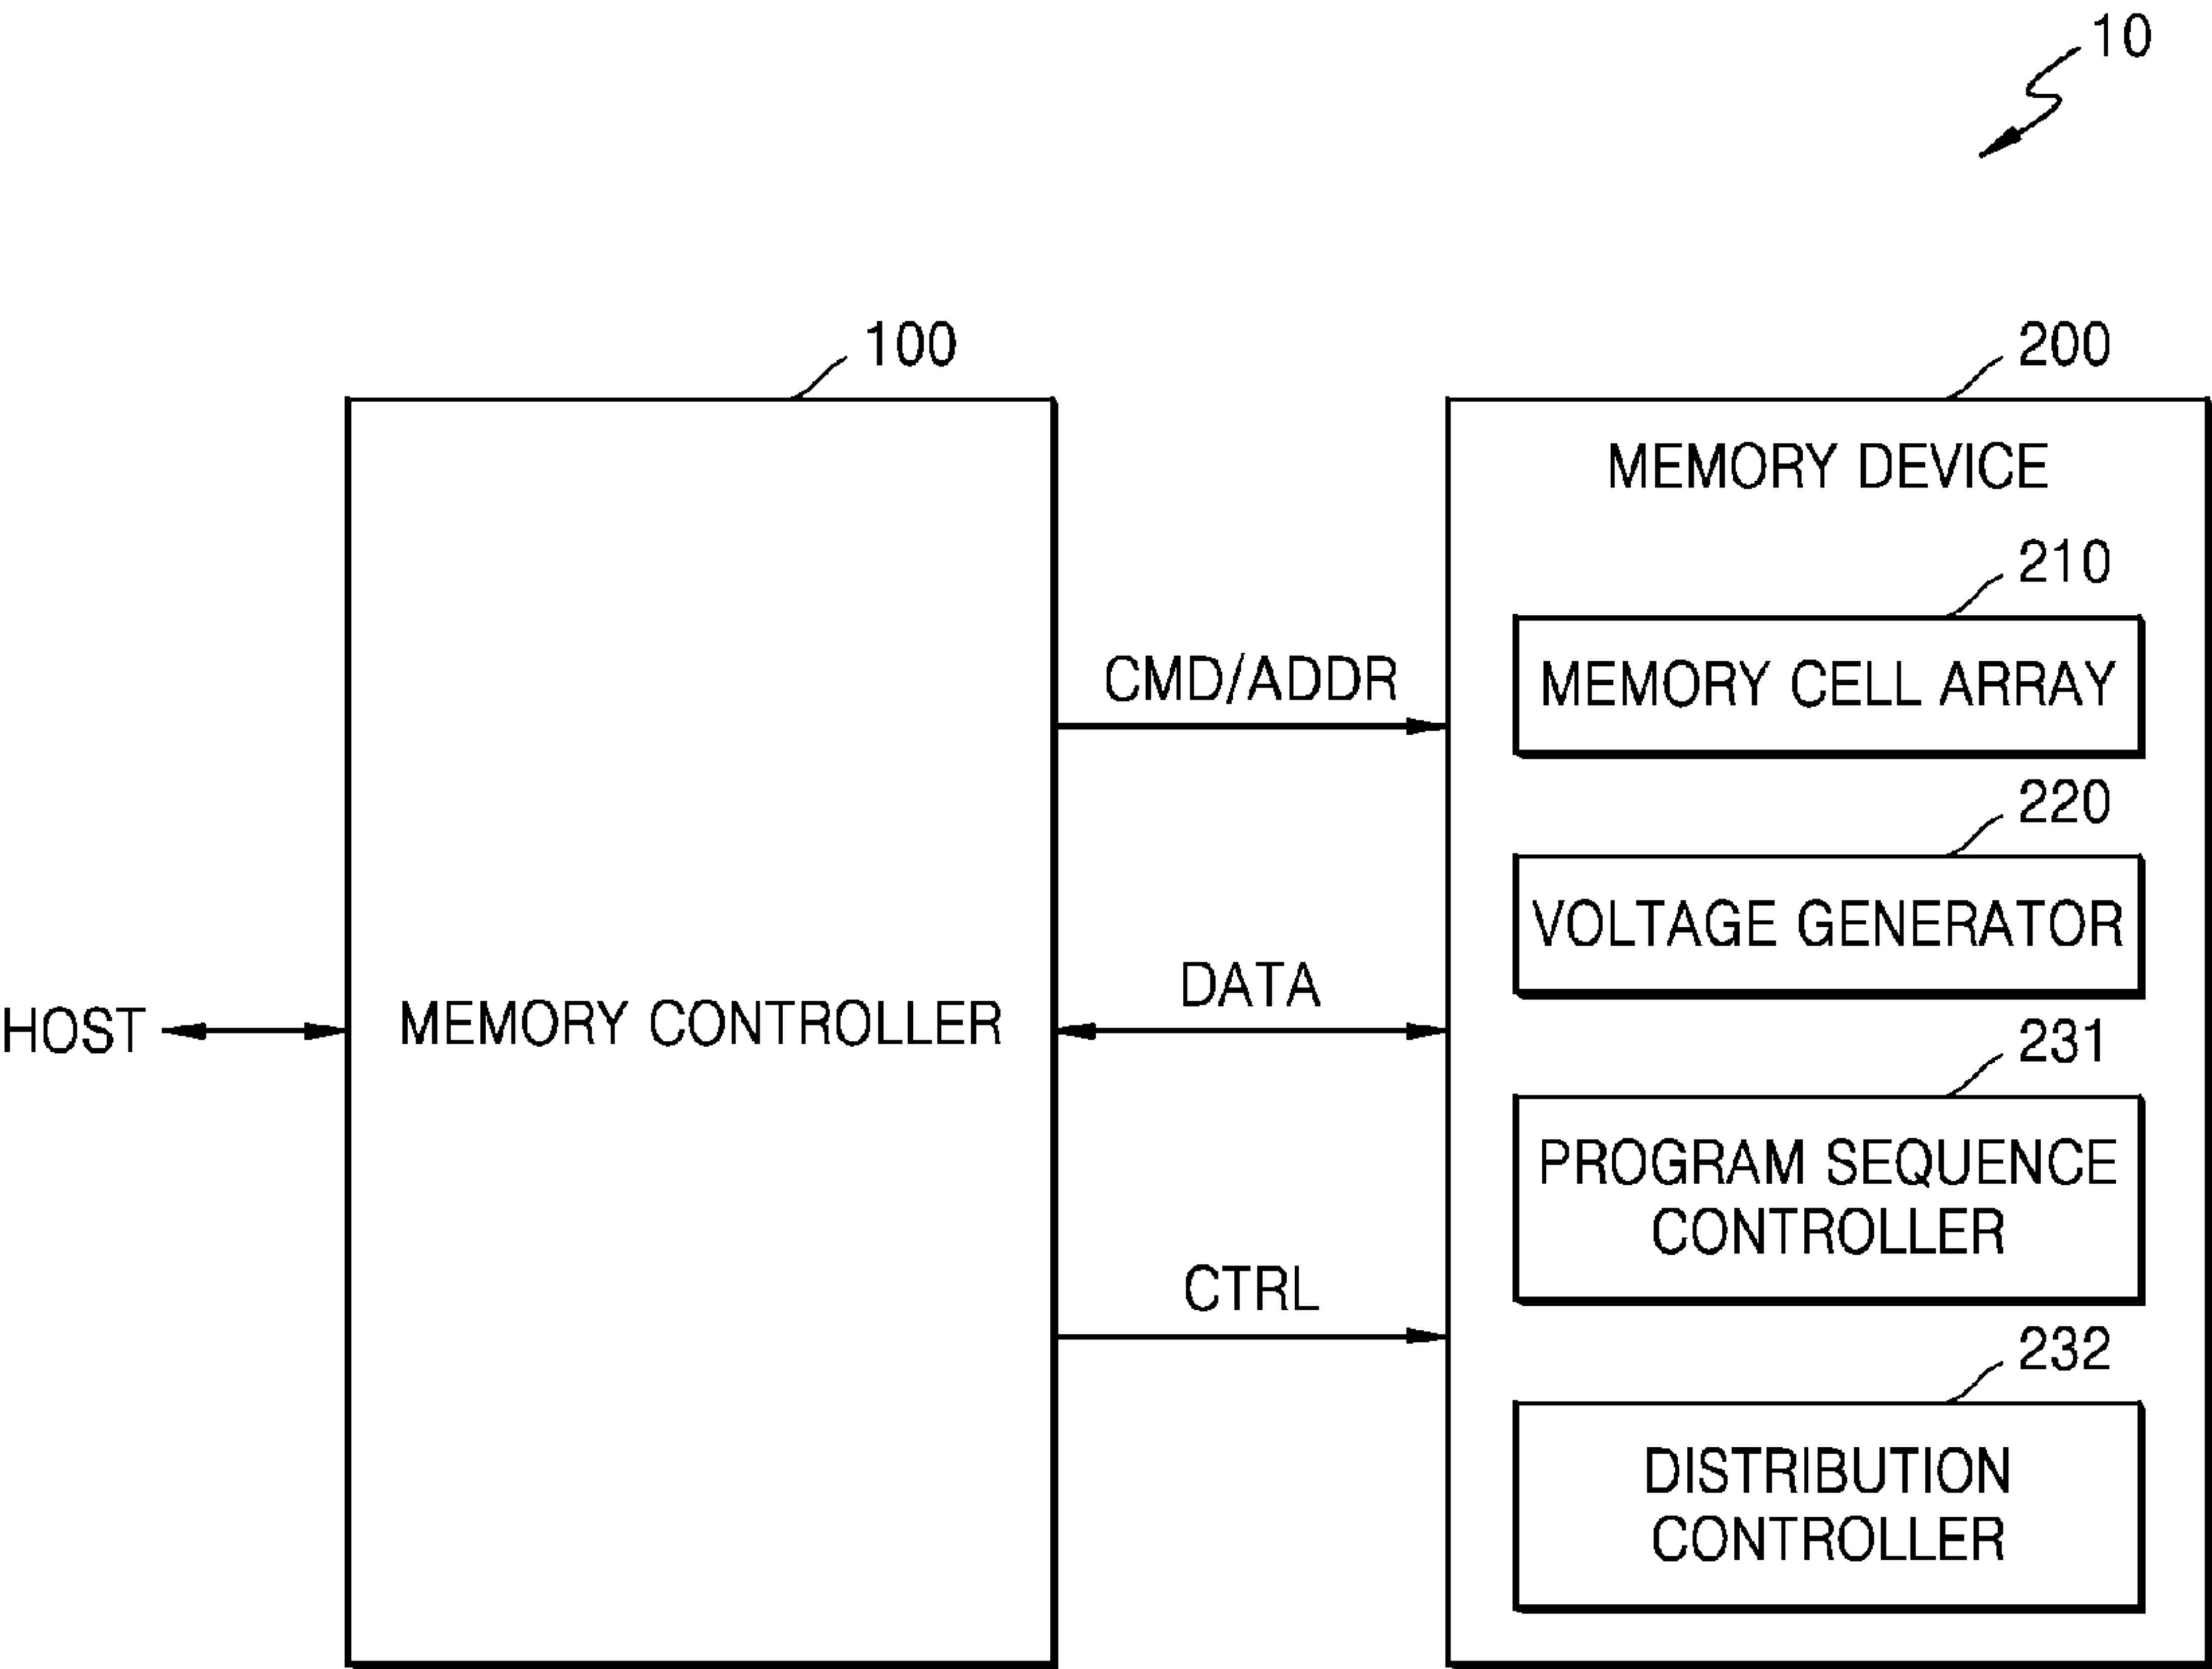 10
100
200
MEMORY DEVICE
210
MEMORY CELL ARRAY
CMD/ADDR
220
VOLTAGE GENERATOR
DATA
HOST
MEMORY CONTROLLER
231
PROGRAM SEQUENCE
CONTROLLER
CTRL
232
DISTRIBUTION
CONTROLLER